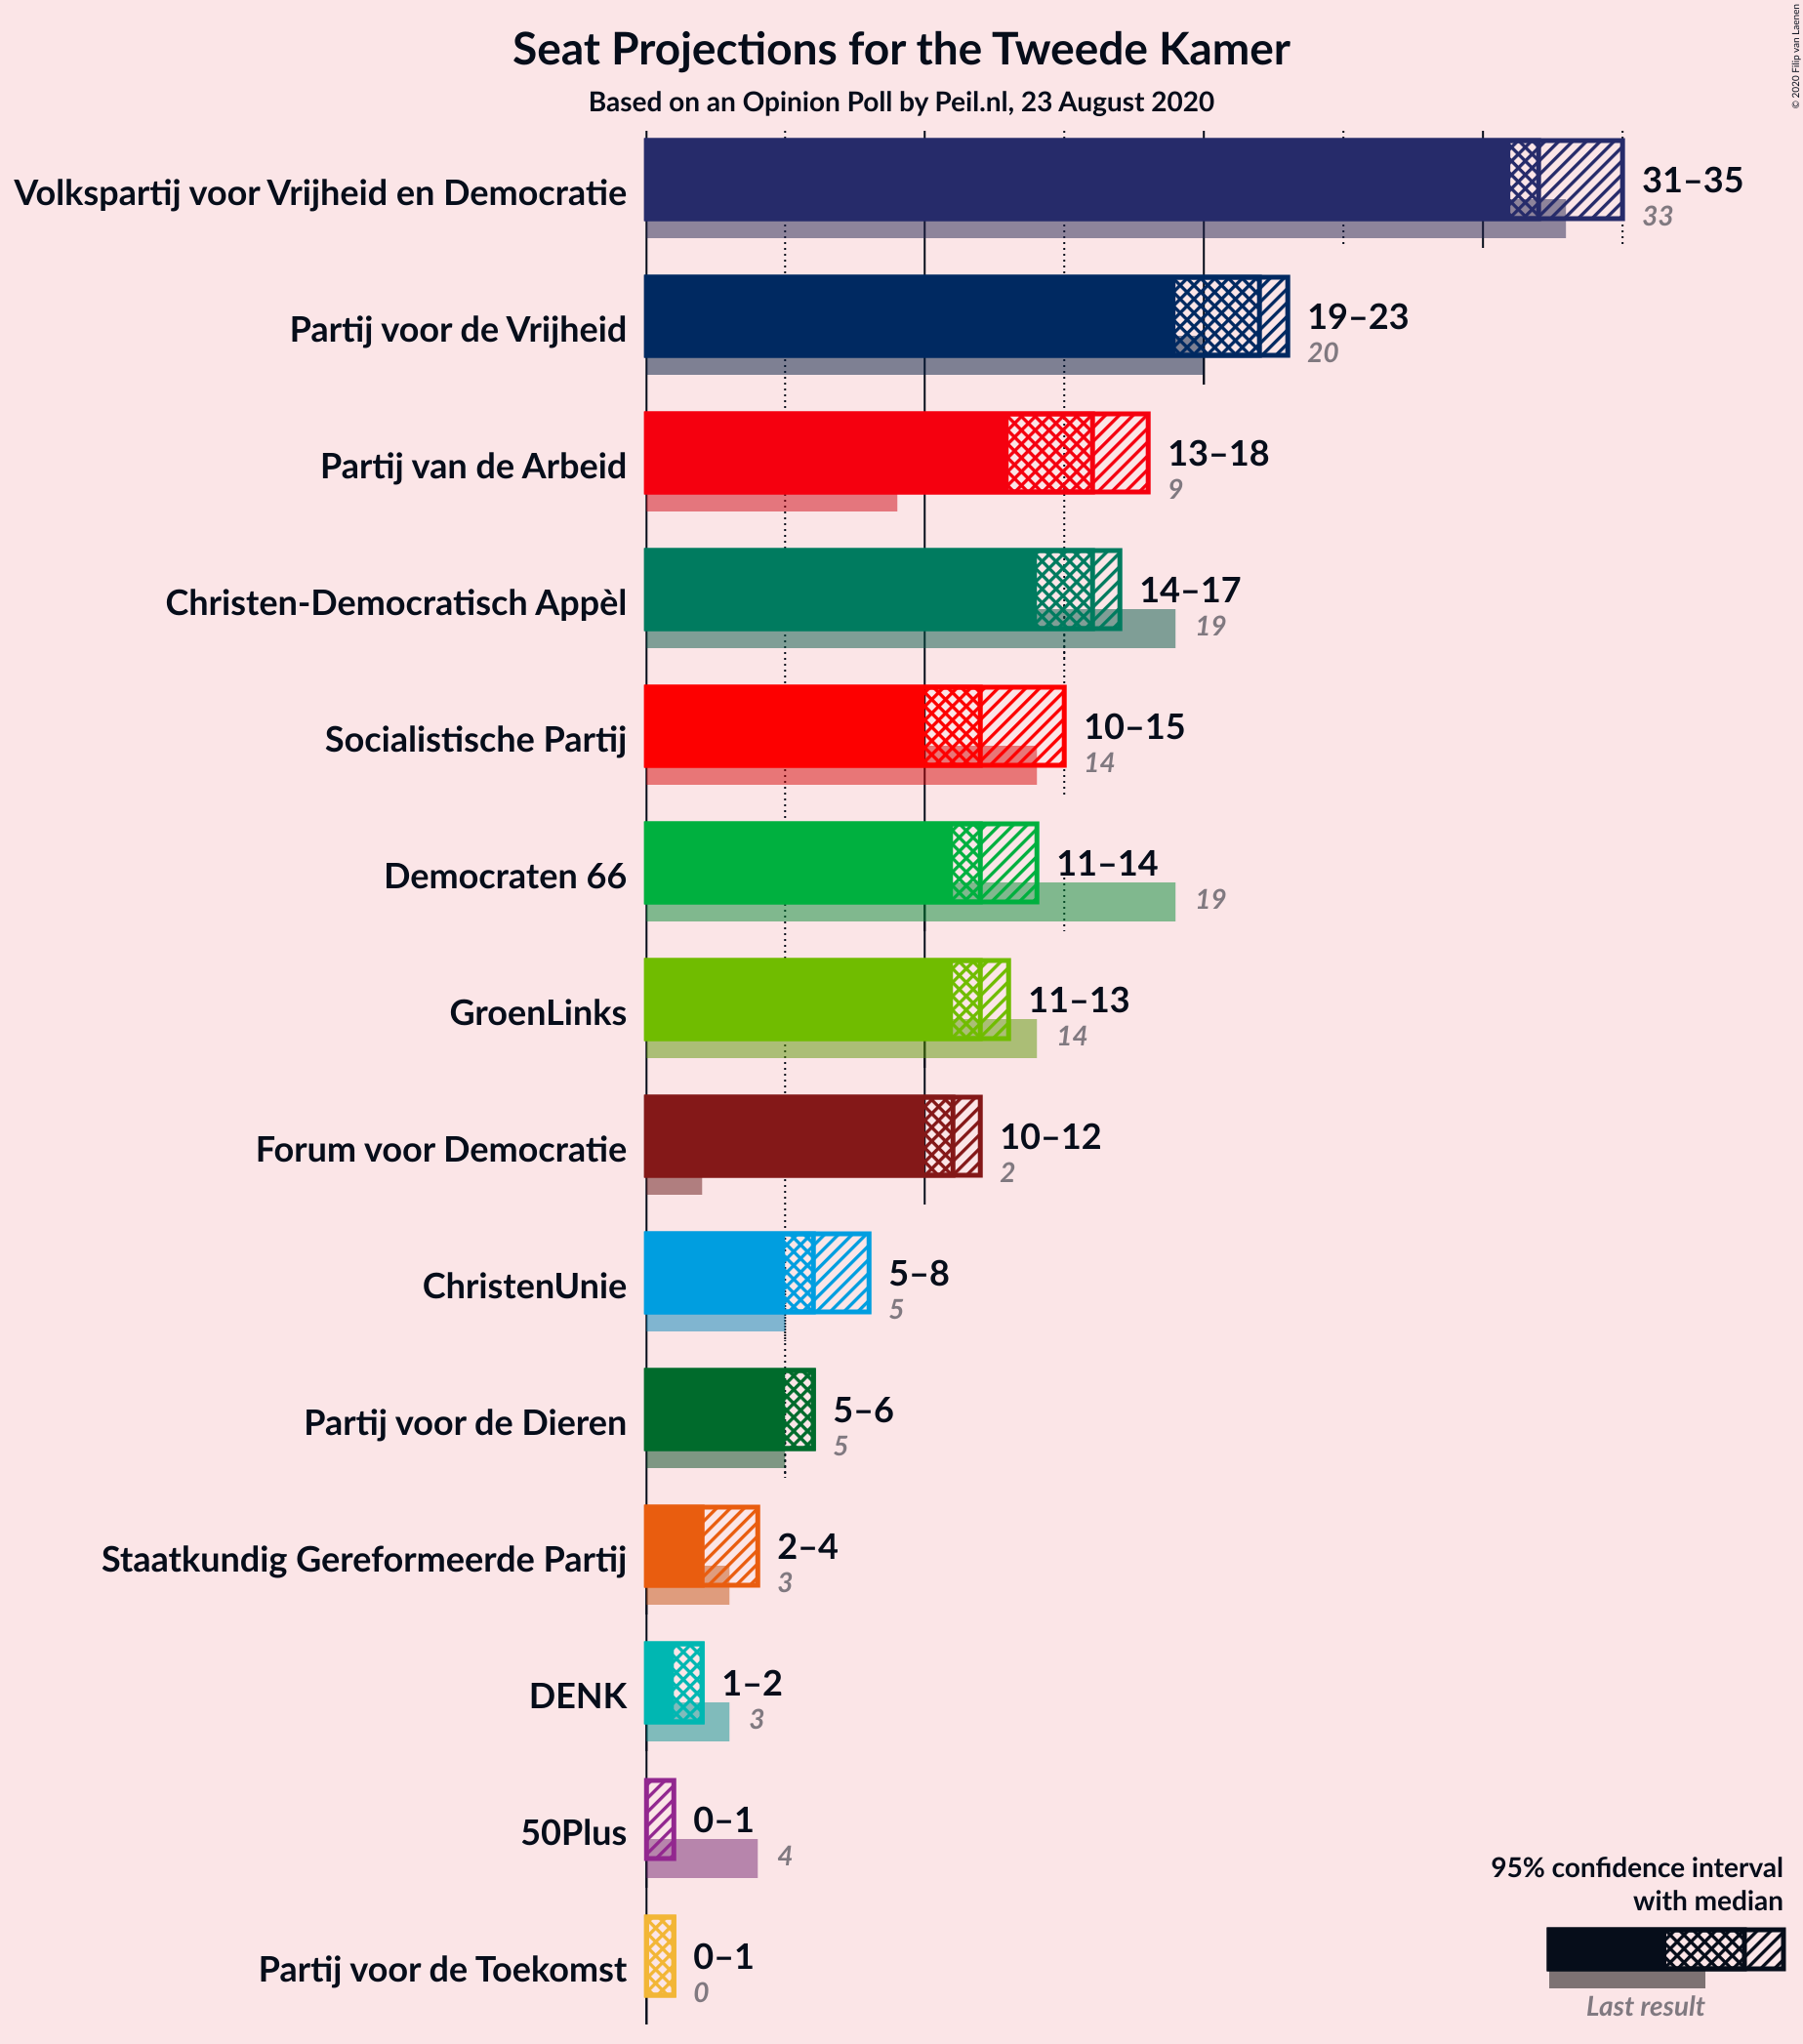 Seat Projections for the Tweede Kamer
Based on an Opinion Poll by Peil.nl, 23 August 2020
© 2020 Filip van Laenen
Volkspartij voor Vrijheid en Democratie
31–35
33
Partij voor de Vrijheid
19–23
20
Partij van de Arbeid
13–18
9
Christen-Democratisch Appèl
14–17
19
Socialistische Partij
10–15
14
Democraten 66
11–14
19
GroenLinks
11–13
14
Forum voor Democratie
10–12
2
ChristenUnie
5–8
5
Partij voor de Dieren
5–6
5
Staatkundig Gereformeerde Partij
2–4
3
DENK
1–2
3
50Plus
0–1
4
Partij voor de Toekomst
0–1
0
95% confidence interval
with median
Last result